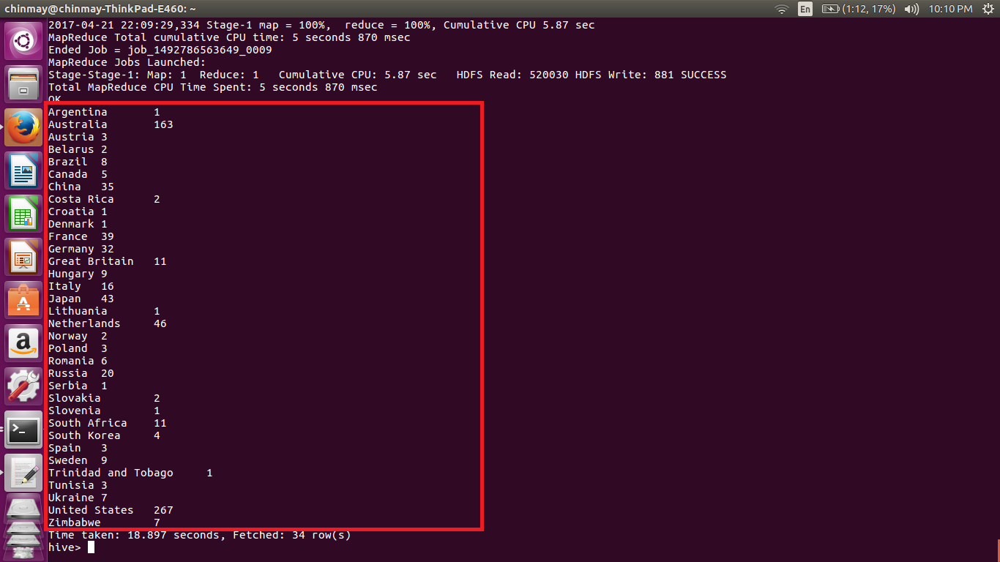 chinmay@chinmay-ThinkPad-E460: ~
En (1:12, 17%) 10:10 PM
2017-04-21 22:09:29,334 Stage-1 map = 100%,  reduce = 100%, Cumulative CPU 5.87 sec
MapReduce Total cumulative CPU time: 5 seconds 870 msec
Ended Job = job_1492786563649_0009
MapReduce Jobs Launched:
Stage-Stage-1: Map: 1  Reduce: 1   Cumulative CPU: 5.87 sec   HDFS Read: 520030 HDFS Write: 881 SUCCESS
Total MapReduce CPU Time Spent: 5 seconds 870 msec
OK
Argentina	1
Australia	163
Austria	3
Belarus	2
Brazil	8
Canada	5
China	35
Costa Rica	2
Croatia	1
Denmark	1
France	39
Germany	32
Great Britain	11
Hungary	9
Italy	16
Japan	43
Lithuania	1
Netherlands	46
Norway	2
Poland	3
Romania	6
Russia	20
Serbia	1
Slovakia	2
Slovenia	1
South Africa	11
South Korea	4
Spain	3
Sweden	9
Trinidad and Tobago	1
Tunisia	3
Ukraine	7
United States	267
Zimbabwe	7
Time taken: 18.897 seconds, Fetched: 34 row(s)
hive>